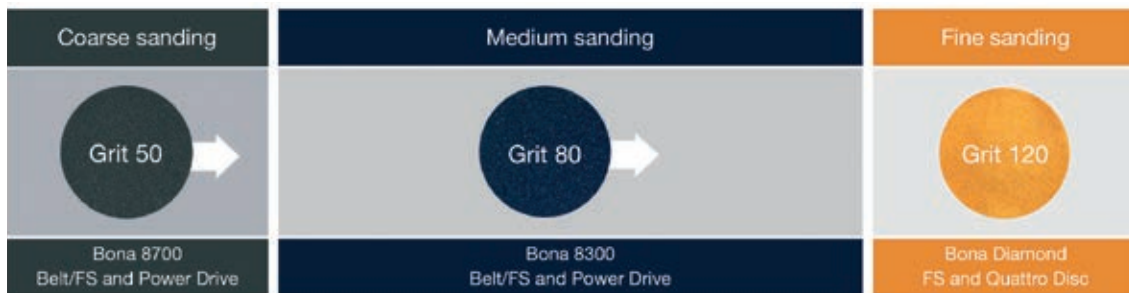 Coarse sanding
Medium sanding
Fine sanding
Grit 50
Grit 80
Grit 120
Bona 8700
Belt/FS and Power Drive
Bona 8300
Belt/FS and Power Drive
Bona Diamond
FS and Quattro Disc